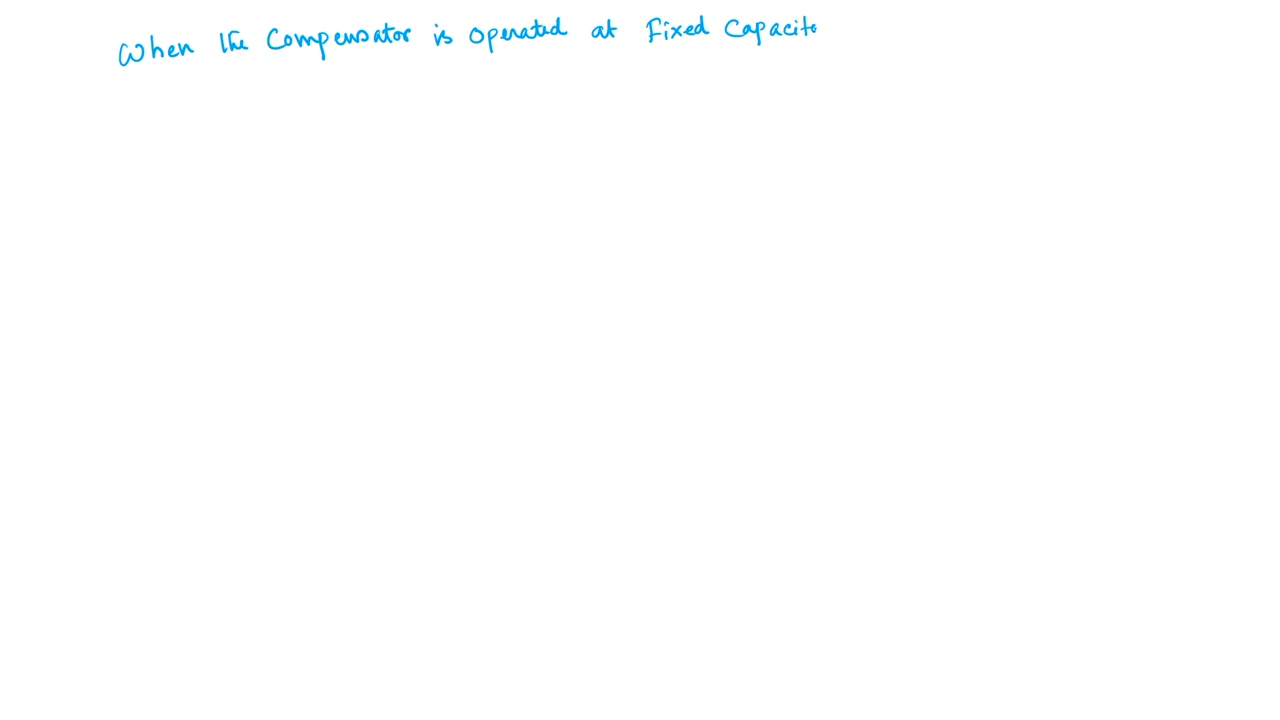 When the Compensator is operated at Fixed Capacito